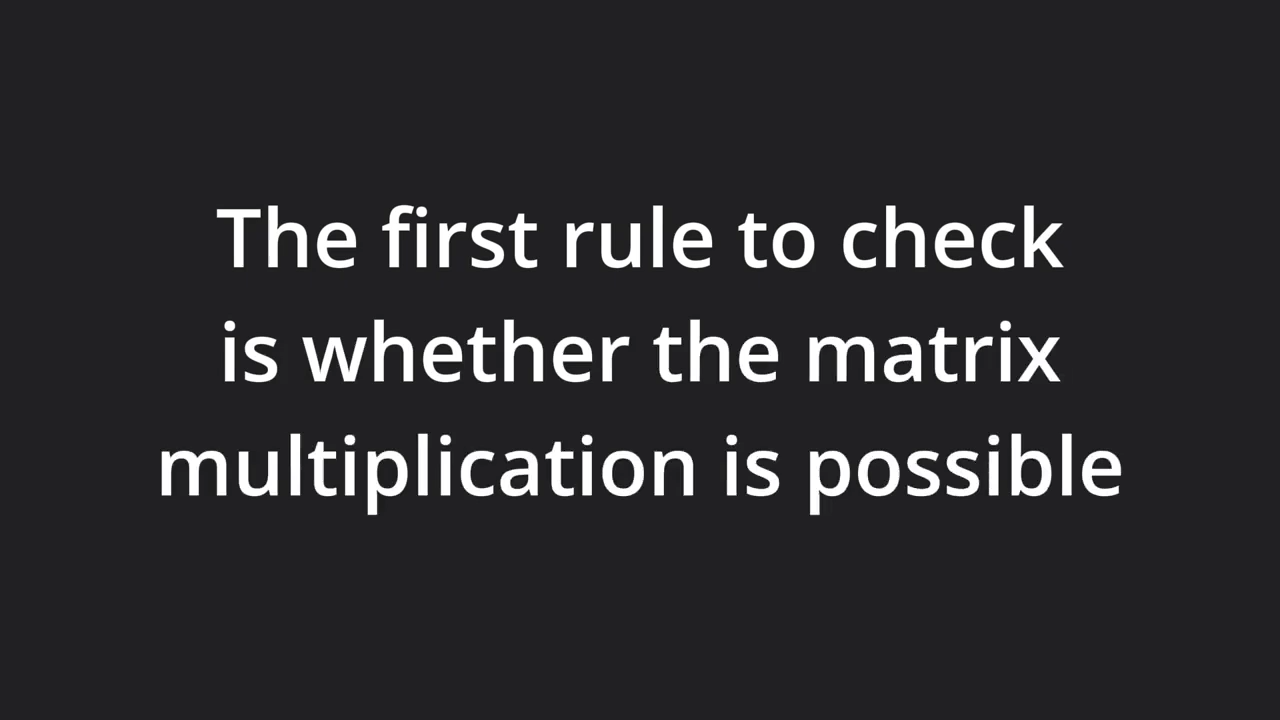 The first rule to check
is whether the matrix
multiplication is possible